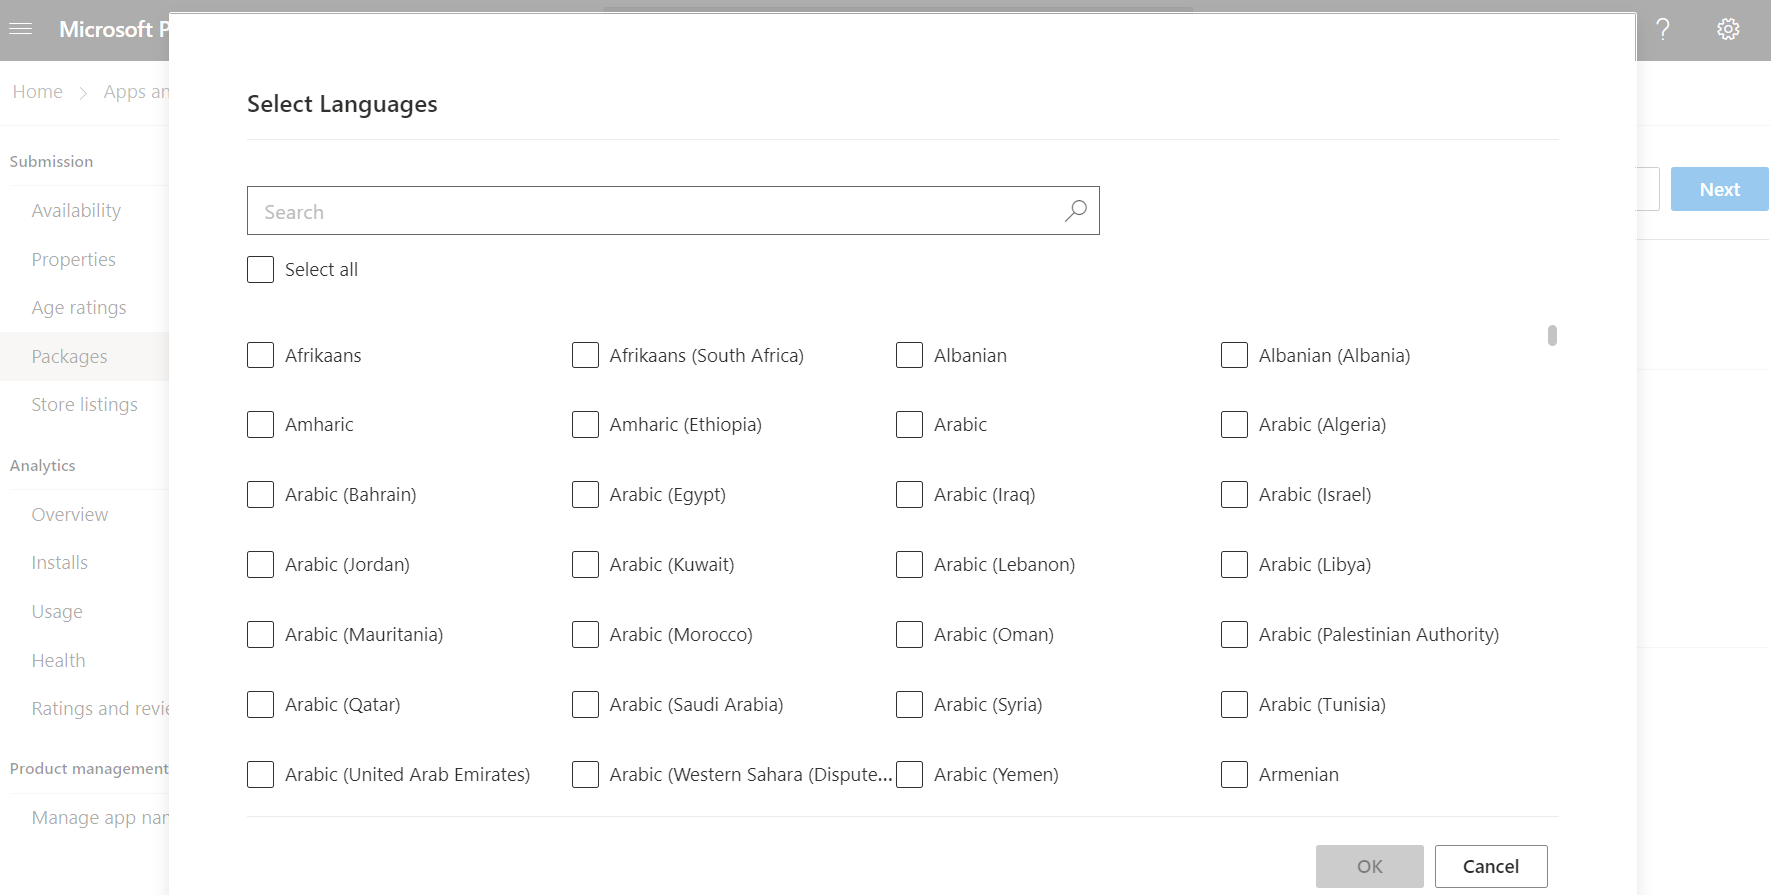 Microsoft P
Home > Apps an
Submission
Availability
Properties
Age ratings
Packages
Store listings
Analytics
Overview
Installs
Usage
Health
Ratings and revie
Product management
Manage app nar
Select Languages
Search
Select all
Afrikaans
Afrikaans (South Africa)
Albanian
Albanian (Albania)
Amharic
Amharic (Ethiopia)
Arabic
Arabic (Algeria)
Arabic (Bahrain)
Arabic (Egypt)
Arabic (Iraq)
Arabic (Israel)
Arabic (Jordan)
Arabic (Kuwait)
Arabic (Lebanon)
Arabic (Libya)
Arabic (Mauritania)
Arabic (Morocco)
Arabic (Oman)
Arabic (Palestinian Authority)
Arabic (Qatar)
Arabic (Saudi Arabia)
Arabic (Syria)
Arabic (Tunisia)
Arabic (United Arab Emirates)
Arabic (Western Sahara (Dispute...
Arabic (Yemen)
Armenian
OK
Cancel
?
Next